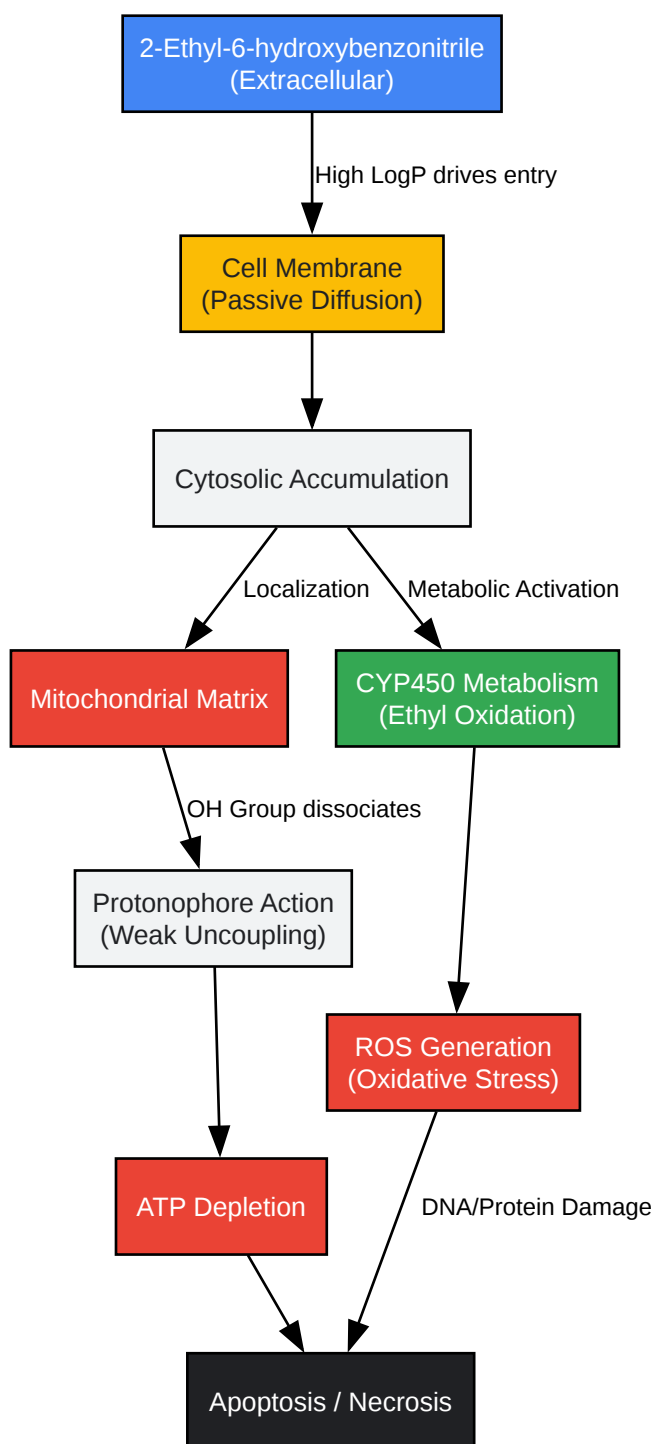 2-Ethyl-6-hydroxybenzonitrile
(Extracellular)
High LogP drives entry
Cell Membrane
(Passive Diffusion)
Cytosolic Accumulation
Localization
Metabolic Activation
Mitochondrial Matrix
CYP450 Metabolism
(Ethyl Oxidation)
OH Group dissociates
Protonophore Action
(Weak Uncoupling)
ROS Generation
(Oxidative Stress)
ATP Depletion
DNA/Protein Damage
Apoptosis / Necrosis